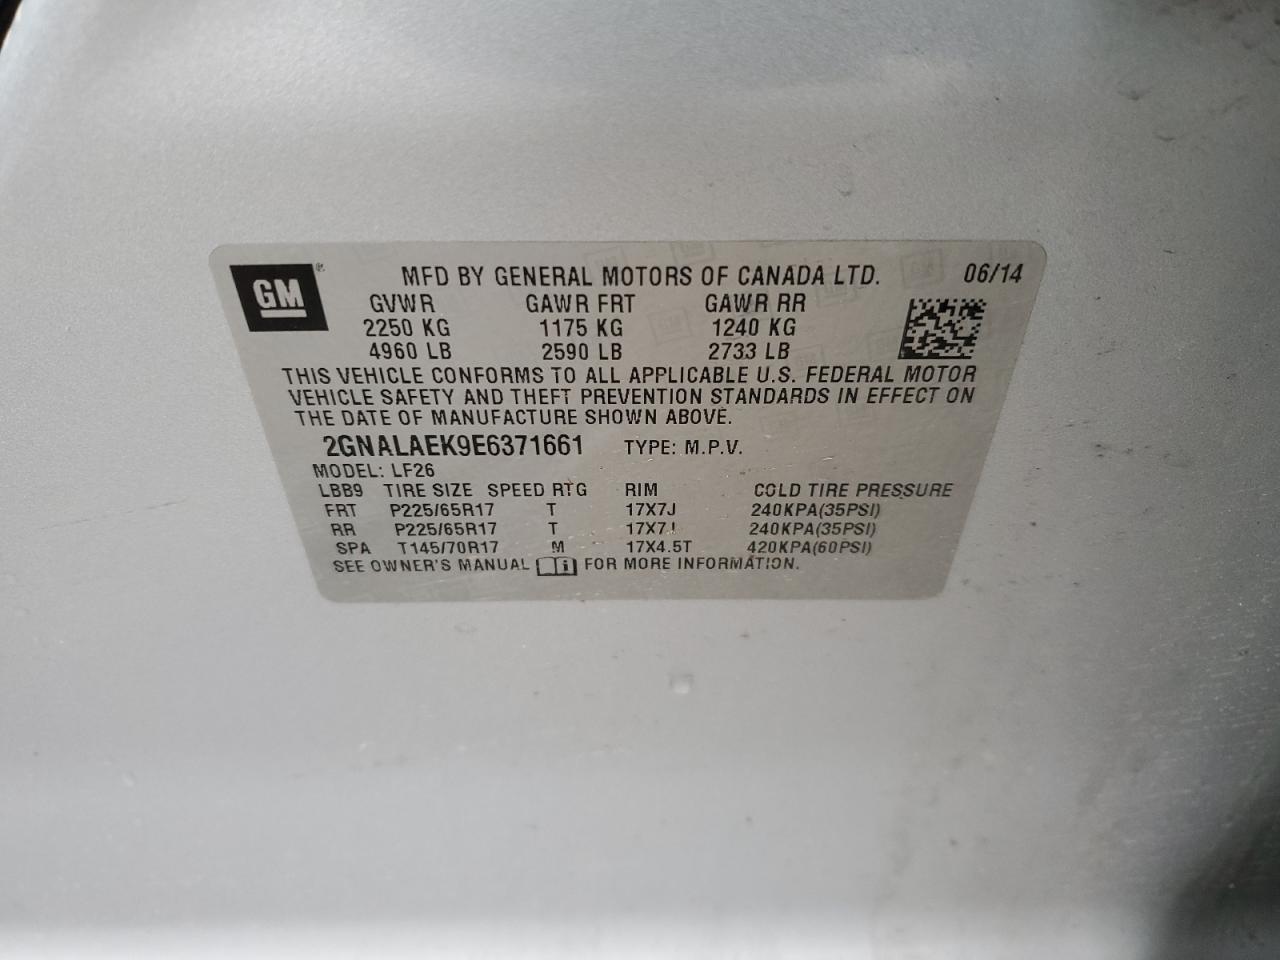 GM ®
MFD BY GENERAL MOTORS OF CANADA LTD. 06/14
GVWR GAWR FRT GAWR RR
2250 KG 1175 KG 1240 KG
4960 LB 2590 LB 2733 LB
THIS VEHICLE CONFORMS TO ALL APPLICABLE U.S. FEDERAL MOTOR
VEHICLE SAFETY AND THEFT PREVENTION STANDARDS IN EFFECT ON
THE DATE OF MANUFACTURE SHOWN ABOVE.
2GNALAEK9E6371661 TYPE: M.P.V.
MODEL: LF26
LBB9 TIRE SIZE SPEED RTG RIM COLD TIRE PRESSURE
FRT P225/65R17 T 17X7J 240KPA(35PSI)
RR P225/65R17 T 17X7J 240KPA(35PSI)
SPA T145/70R17 M 17X4.5T 420KPA(60PSI)
SEE OWNER'S MANUAL i FOR MORE INFORMATION.